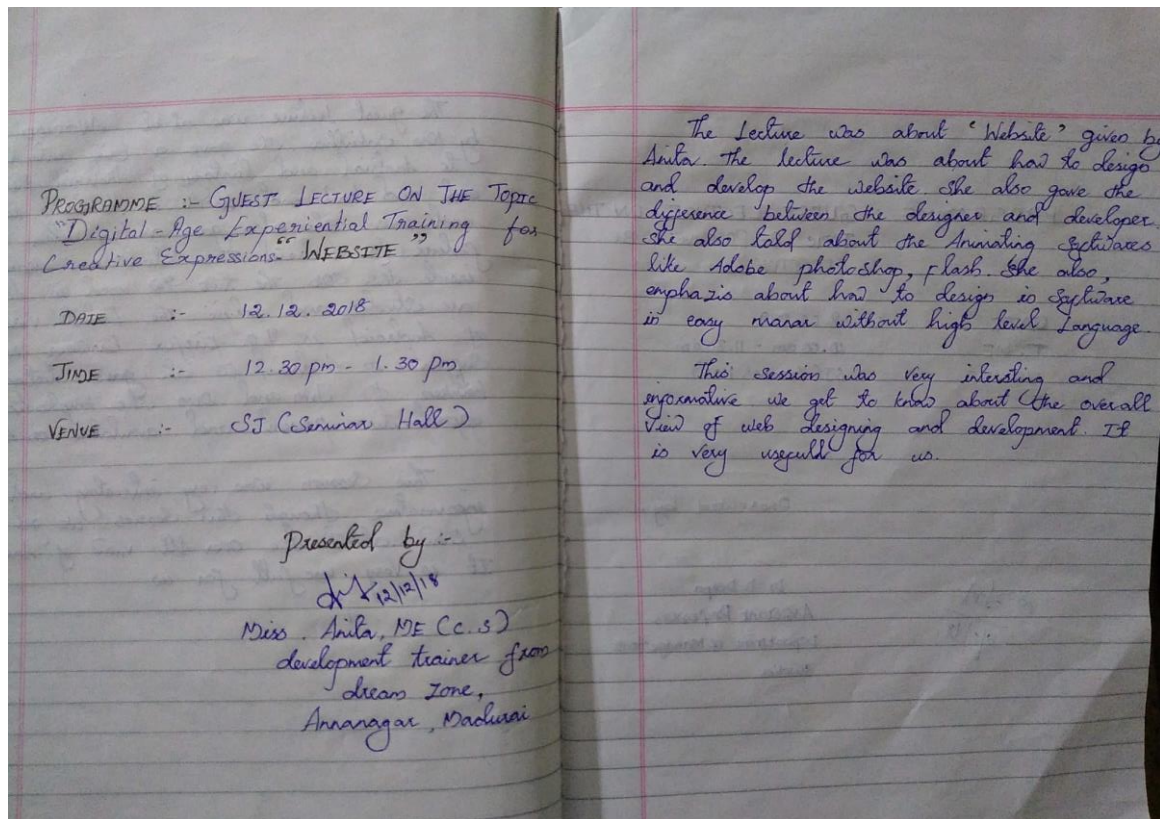 PROGRAMME :- GUEST LECTURE ON THE TOPIC
"Digital-Age Experiential Training for
Creative Expressions-" WEBSITE "
DATE :- 12.12.2018
TIME :- 12.30 pm - 1.30 pm
VENUE :- SJ (Seminar Hall)
Presented by :-
12/12/18
Miss. Anita, ME (C.S)
development trainer from
dream zone,
Annanagar, Madurai
The Lecture was about "Website" given by
Anita. The lecture was about how to design
and develop the website she also gave the
difference between the designer and developer.
She also told about the Animating Softwares
like Adobe photoshop, flash. She also,
emphazis about how to design is Software
in easy manar without high level Language.
This session was very intersting and
informative we get to know about (the overall
view of web designing and development. It
is very usefull for us.